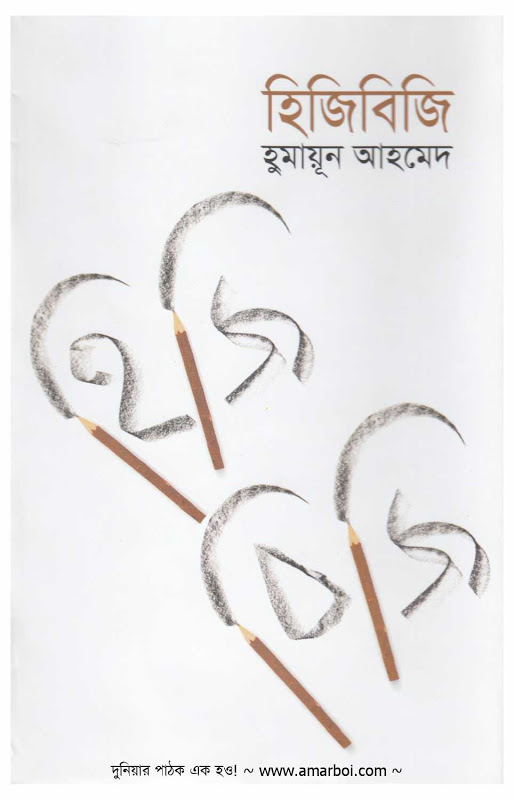 হিজিবিজি
হুমায়ূন আহমেদ
হিজি
বিজি
দুনিয়ার পাঠক এক হও! ~ www.amarboi.com ~